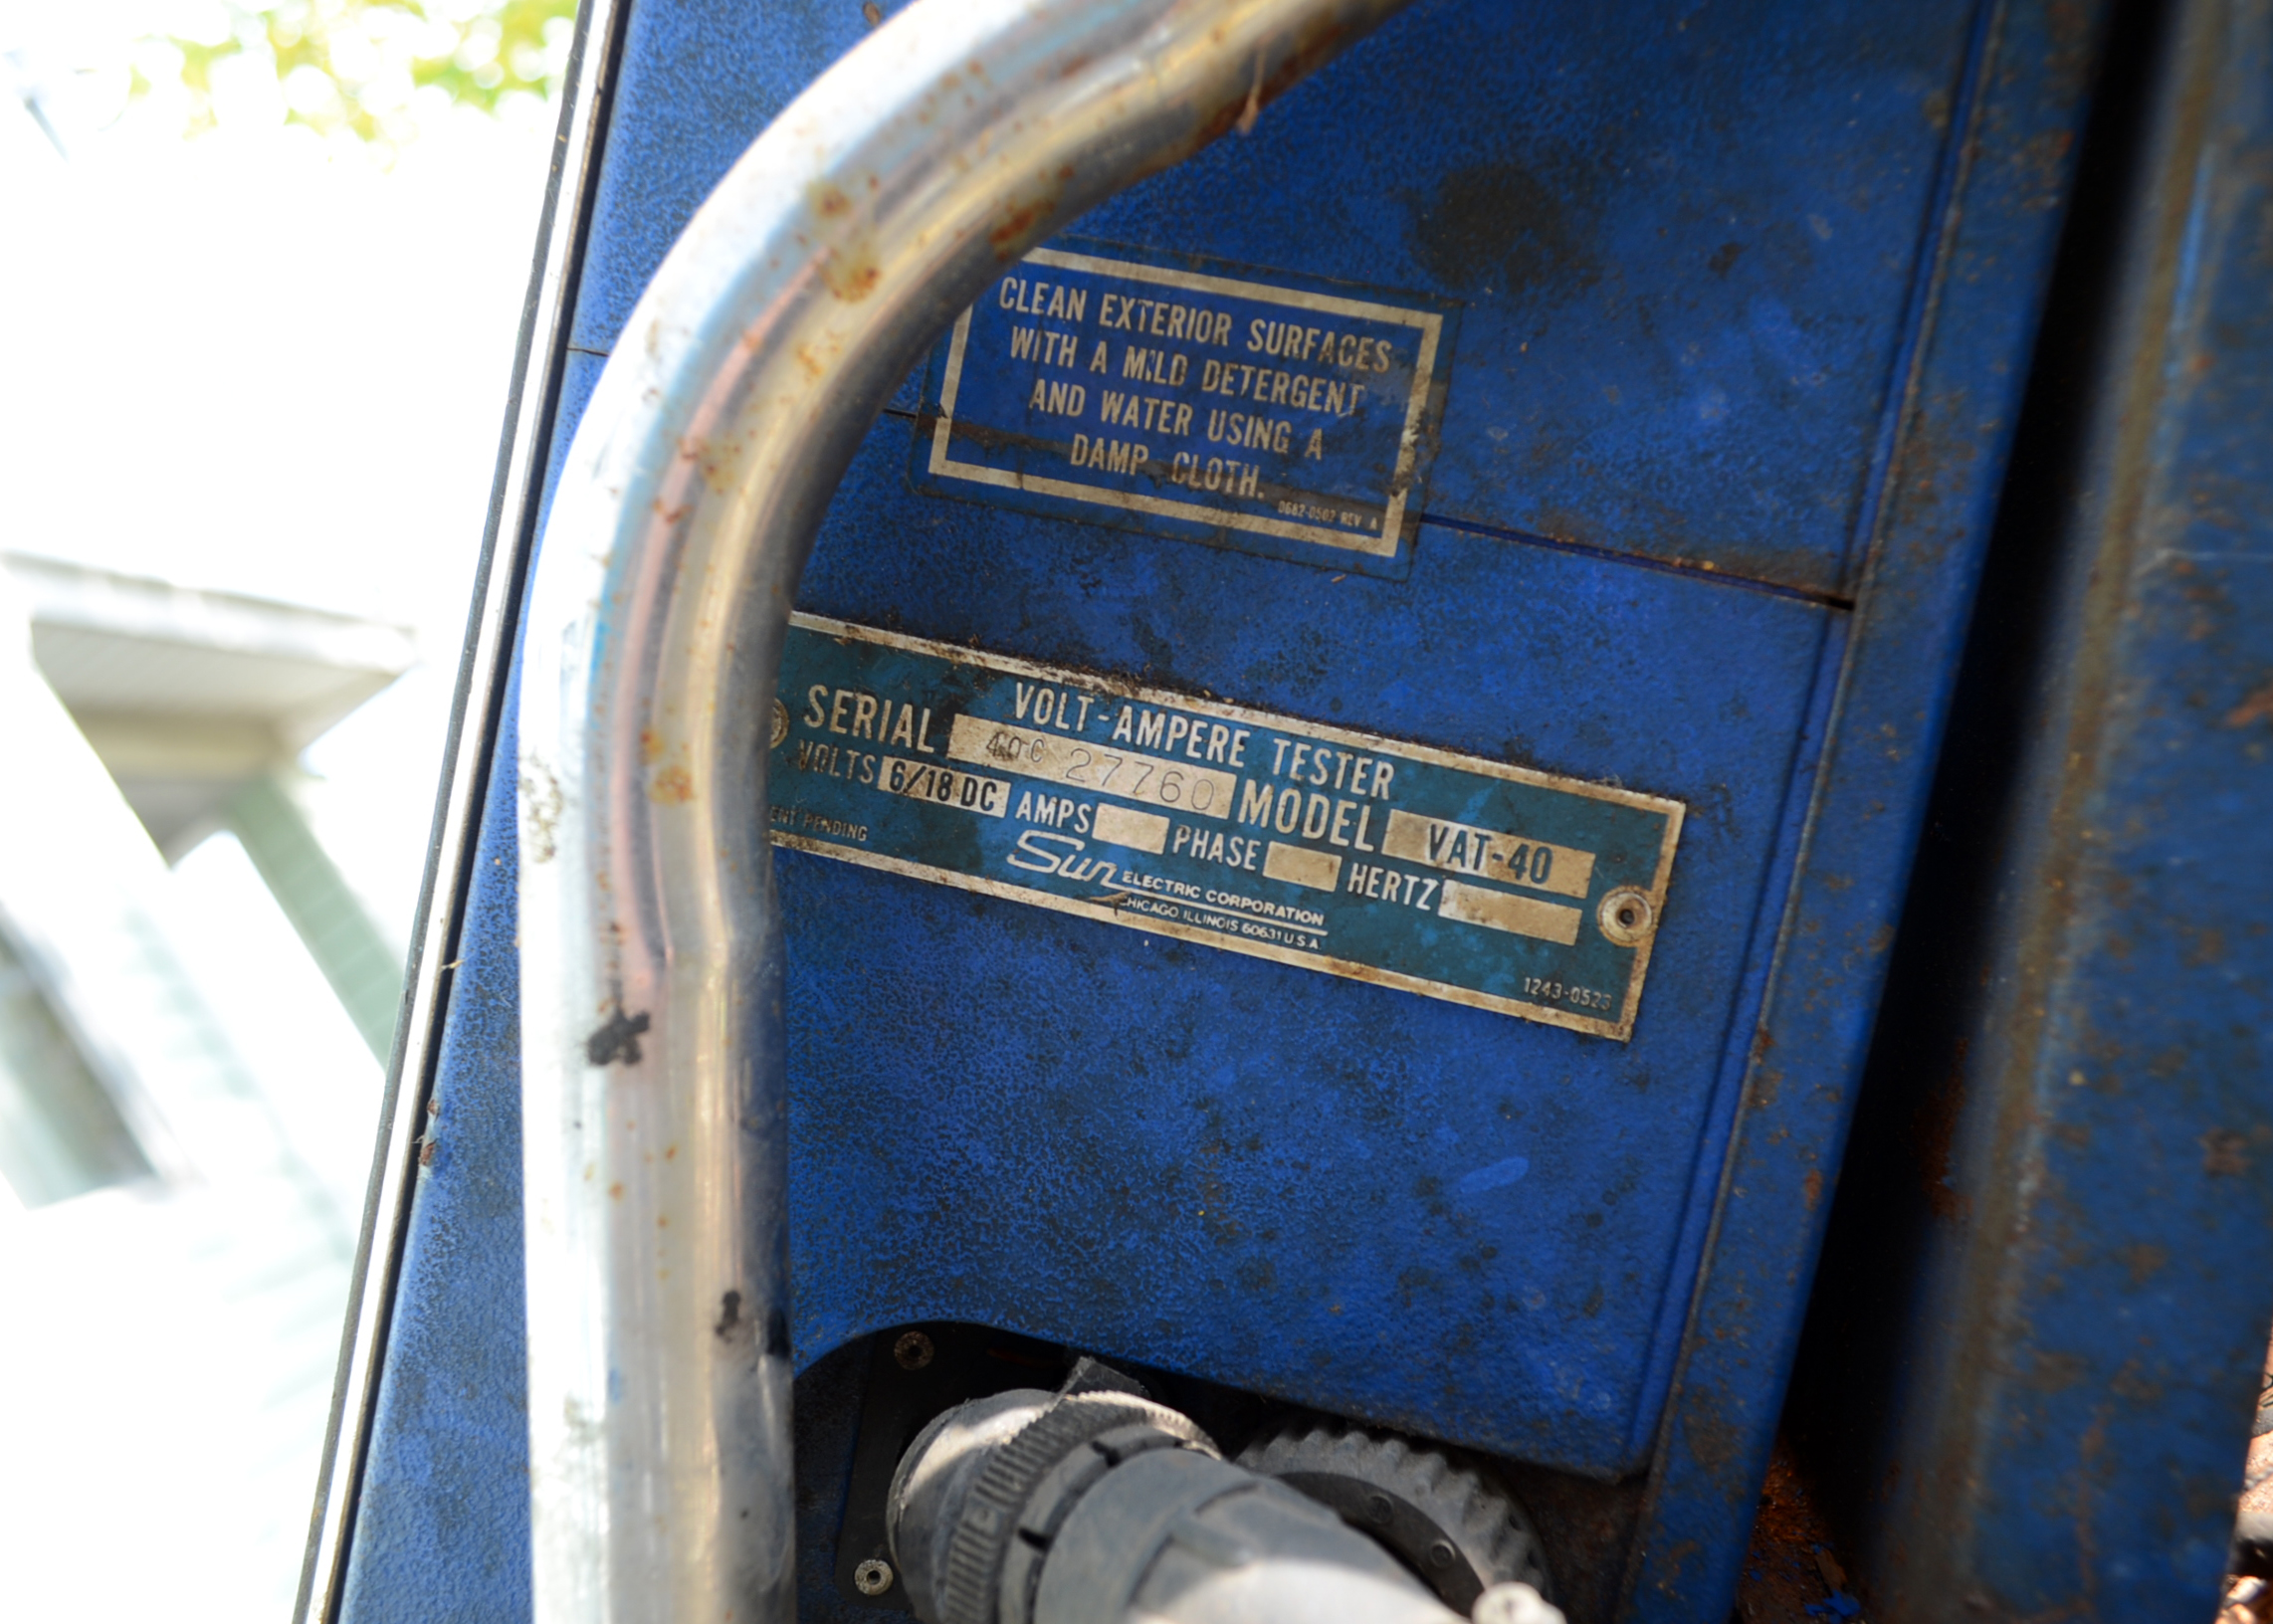 CLEAN EXTERIOR SURFACES
WITH A MILD DETERGENT
AND WATER USING A
DAMP CLOTH.
0682-0502 REV A
VOLT-AMPERE TESTER
SERIAL 40C 27760 MODEL VAT-40
VOLTS 6/18 DC AMPS PHASE HERTZ
ENT PENDING
Sun ELECTRIC CORPORATION
CHICAGO, ILLINOIS 60631 U.S.A.
1243-0523